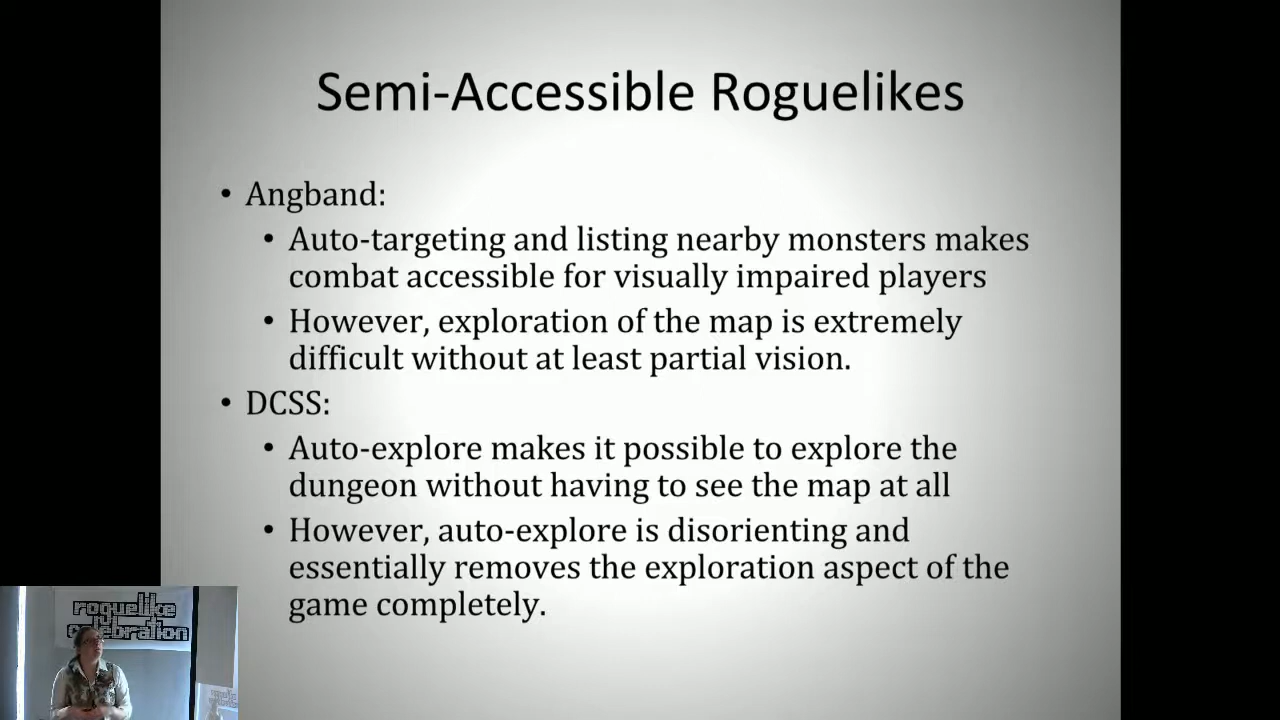 Semi-Accessible Roguelikes
• Angband:
• Auto-targeting and listing nearby monsters makes
combat accessible for visually impaired players
• However, exploration of the map is extremely
difficult without at least partial vision.
• DCSS:
• Auto-explore makes it possible to explore the
dungeon without having to see the map at all
• However, auto-explore is disorienting and
essentially removes the exploration aspect of the
game completely.
roguelike
celebration